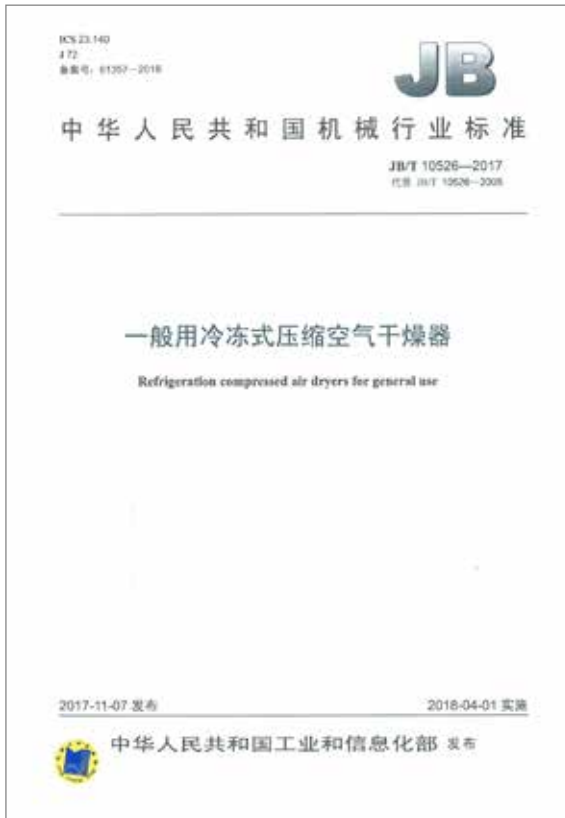 ICS 23.140
J 72
备案号：61357—2018
JB
中华人民共和国机械行业标准
JB/T 10526—2017
代替 JB/T 10526—2005
一般用冷冻式压缩空气干燥器
Refrigeration compressed air dryers for general use
2017-11-07 发布
2018-04-01 实施
中华人民共和国工业和信息化部 发布